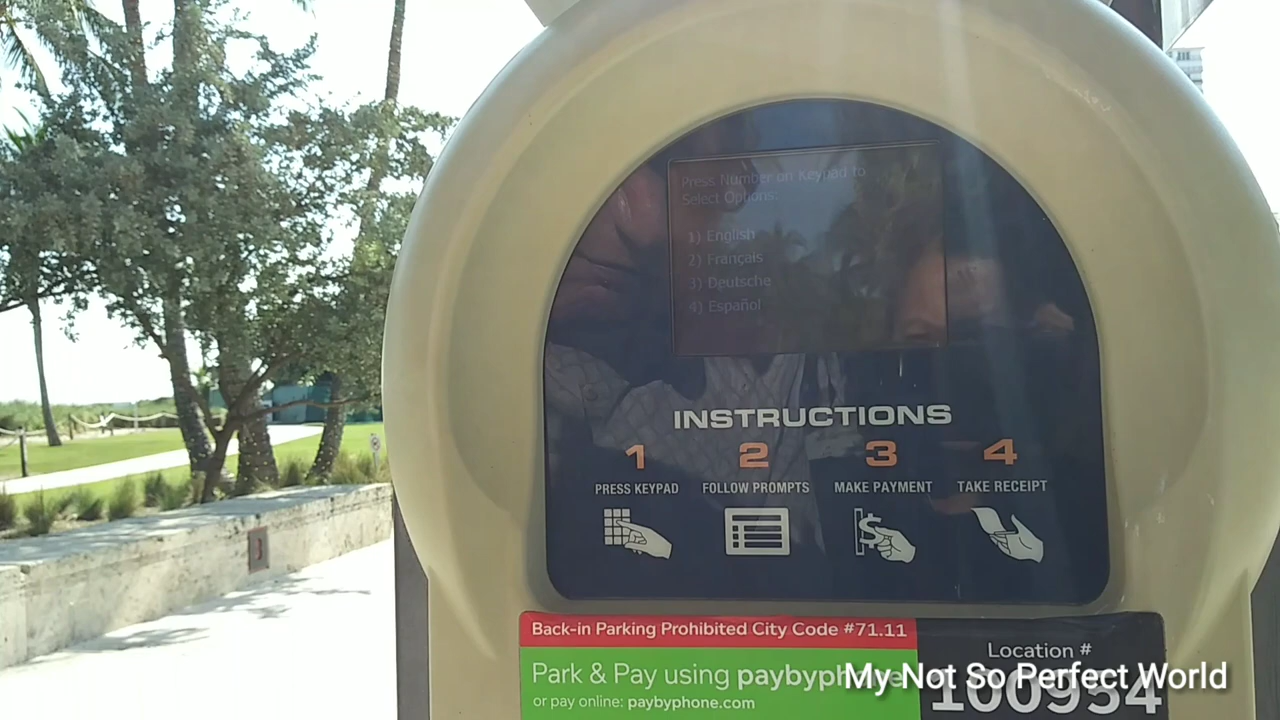 Press Number on Keypad to
Select Options:
1) English
2) Français
3) Deutsche
4) Español
INSTRUCTIONS
1 2 3 4
PRESS KEYPAD FOLLOW PROMPTS MAKE PAYMENT TAKE RECEIPT
Back-in Parking Prohibited City Code #71.11
Park & Pay using paybyphone
or pay online: paybyphone.com
Location #
100954
My Not So Perfect World